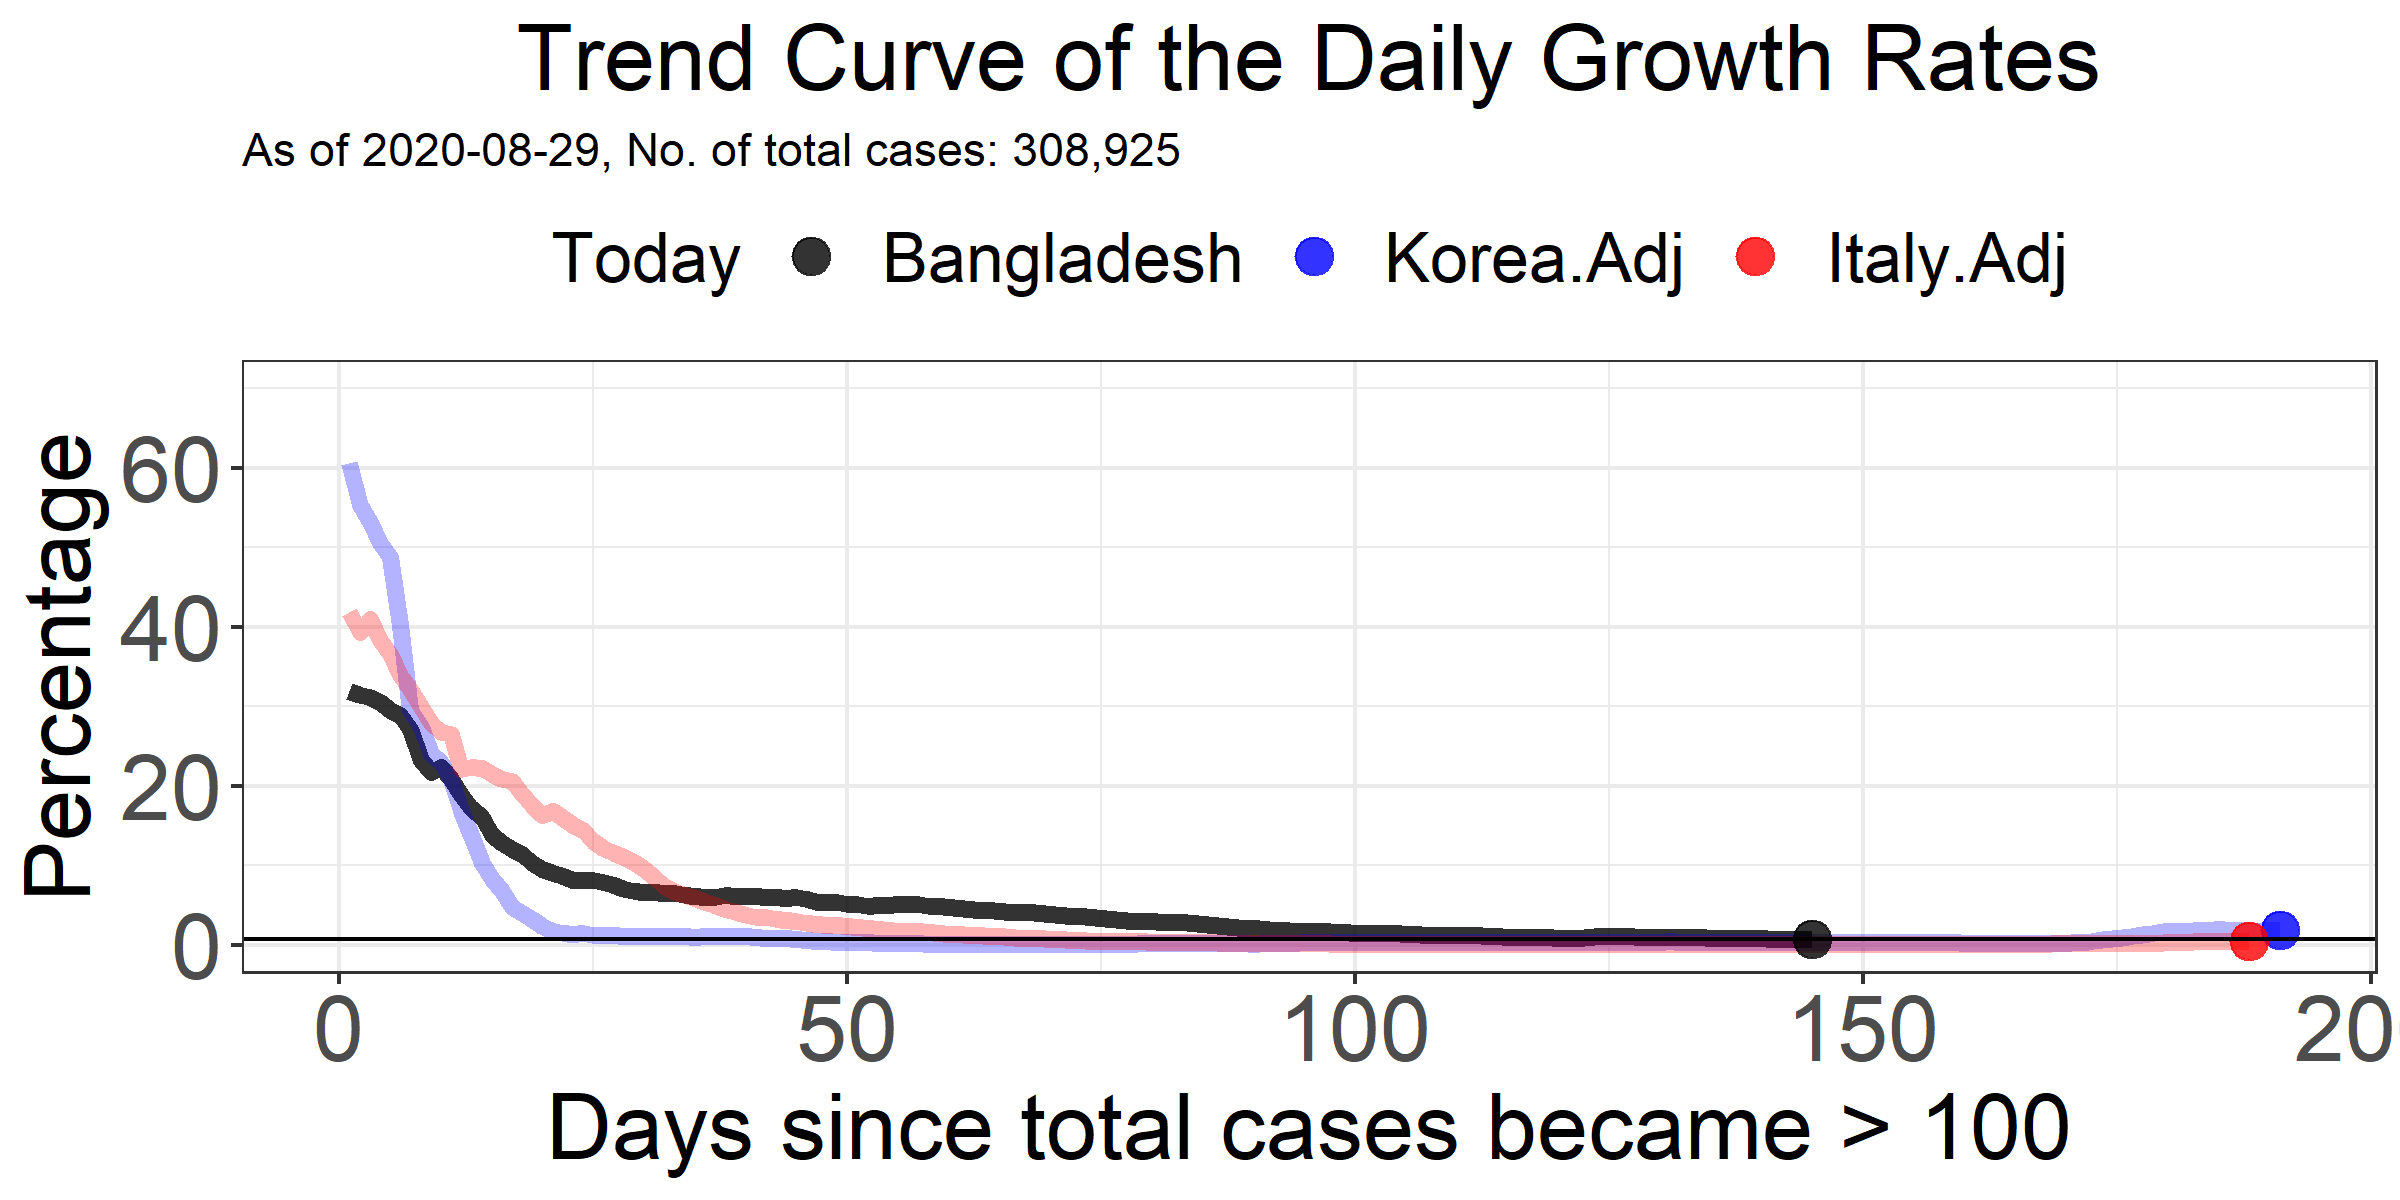 Trend Curve of the Daily Growth Rates
As of 2020-08-29, No. of total cases: 308,925
Today Bangladesh Korea.Adj Italy.Adj
Percentage
60
40
20
0
0 50 100 150 20
Days since total cases became > 100